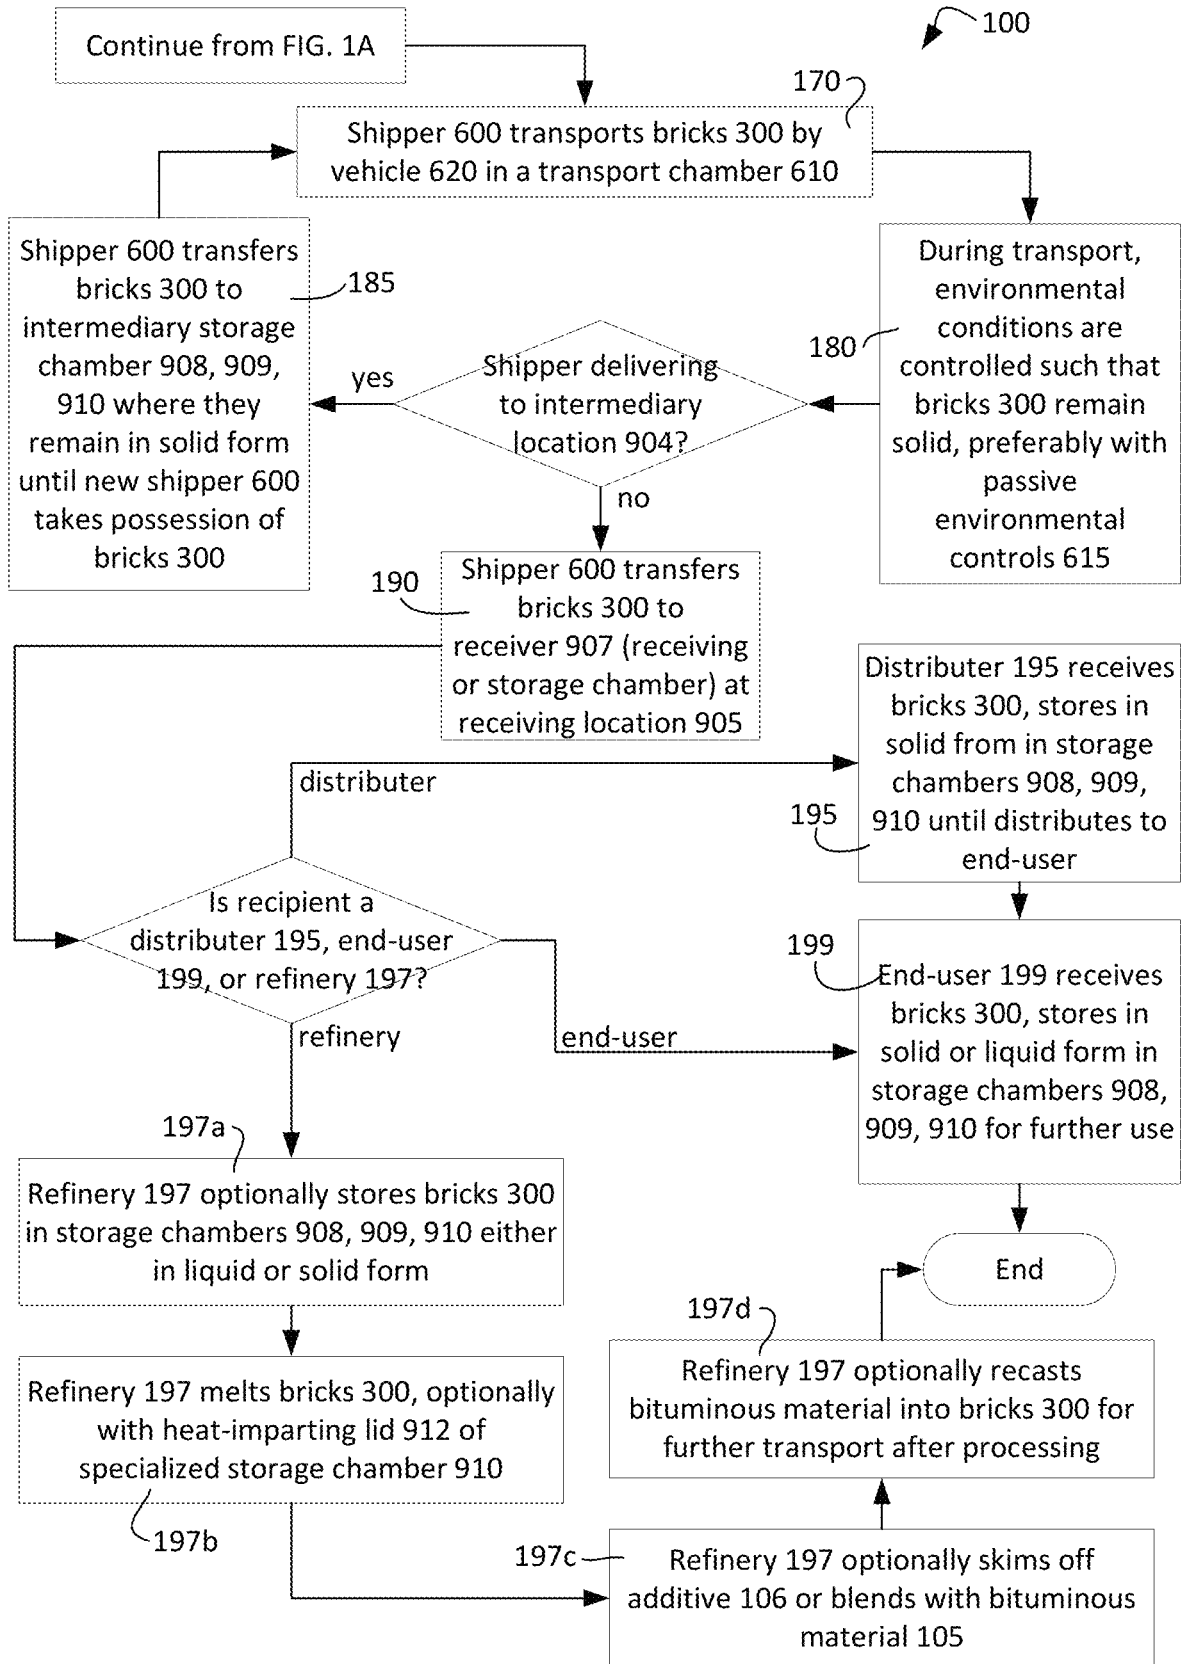 Continue from FIG. 1A
100
170
Shipper 600 transports bricks 300 by
vehicle 620 in a transport chamber 610
Shipper 600 transfers
bricks 300 to
intermediary storage
chamber 908, 909,
910 where they
remain in solid form
until new shipper 600
takes possession of
bricks 300
185
yes
Shipper delivering
to intermediary
location 904?
no
180
During transport,
environmental
conditions are
controlled such that
bricks 300 remain
solid, preferably with
passive
environmental
controls 615
190
Shipper 600 transfers
bricks 300 to
receiver 907 (receiving
or storage chamber) at
receiving location 905
distributer
Distributer 195 receives
bricks 300, stores in
solid from in storage
chambers 908, 909,
910 until distributes to
end-user
195
Is recipient a
distributer 195, end-user
199, or refinery 197?
refinery
end-user
199
End-user 199 receives
bricks 300, stores in
solid or liquid form in
storage chambers 908,
909, 910 for further use
End
197a
Refinery 197 optionally stores bricks 300
in storage chambers 908, 909, 910 either
in liquid or solid form
Refinery 197 melts bricks 300, optionally
with heat-imparting lid 912 of
specialized storage chamber 910
197b
197c
Refinery 197 optionally skims off
additive 106 or blends with bituminous
material 105
197d
Refinery 197 optionally recasts
bituminous material into bricks 300 for
further transport after processing